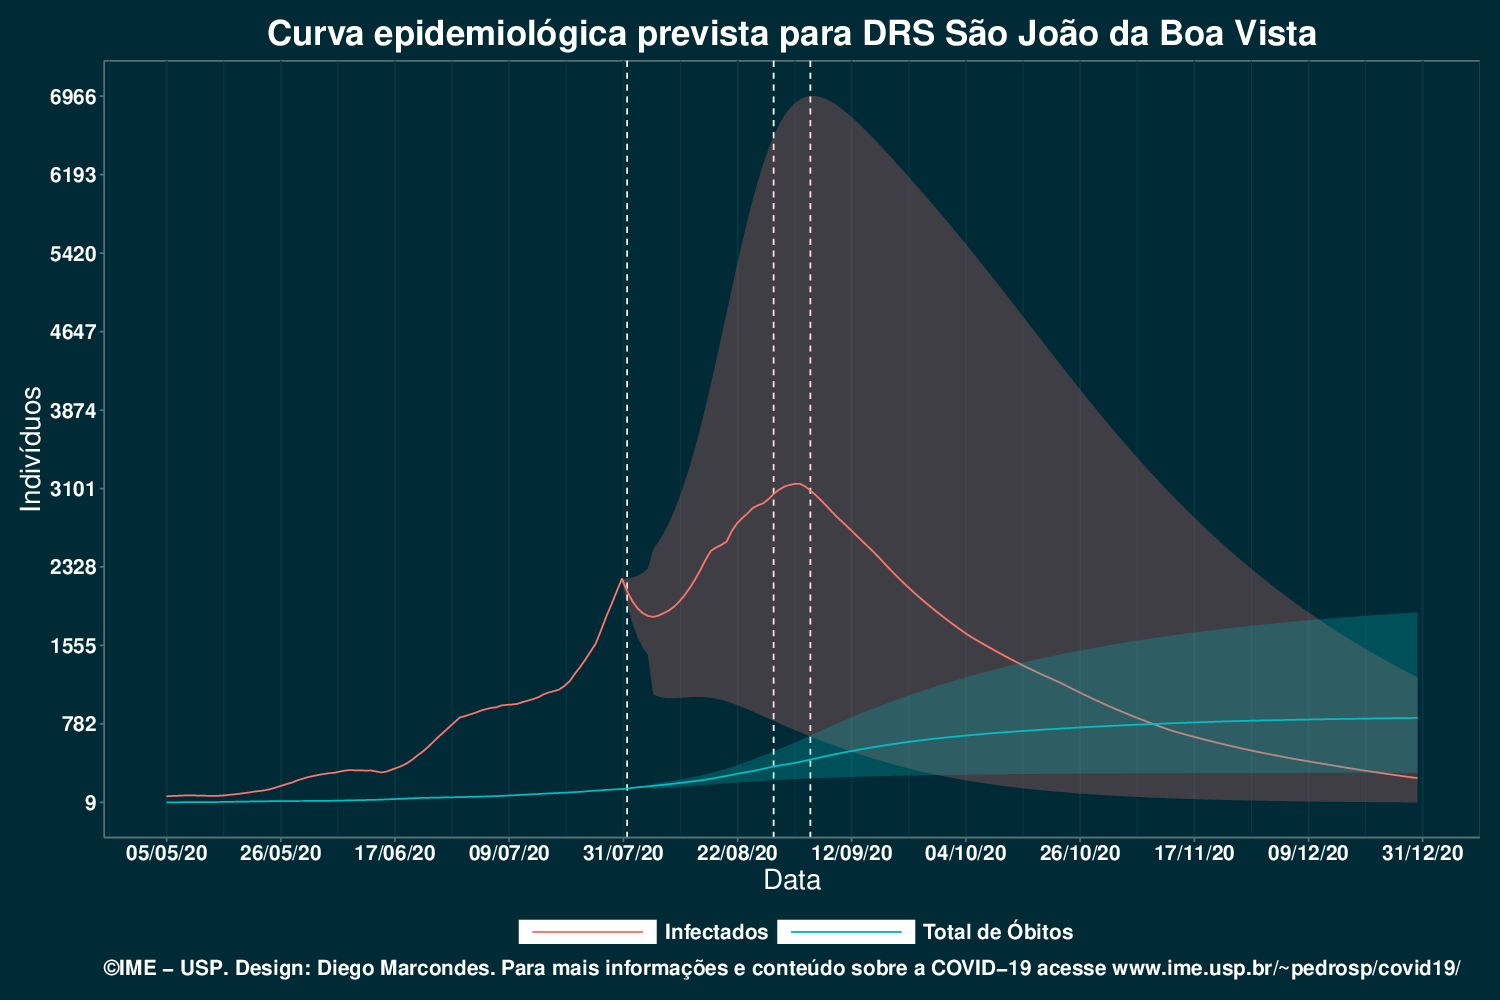 Curva epidemiológica prevista para DRS São João da Boa Vista
6966
6193
5420
4647
3874
3101
2328
1555
782
9
Indivíduos
05/05/20 26/05/20 17/06/20 09/07/20 31/07/20 22/08/20 12/09/20 04/10/20 26/10/20 17/11/20 09/12/20 31/12/20
Data
Infectados Total de Óbitos
©IME − USP. Design: Diego Marcondes. Para mais informações e conteúdo sobre a COVID−19 acesse www.ime.usp.br/~pedrosp/covid19/